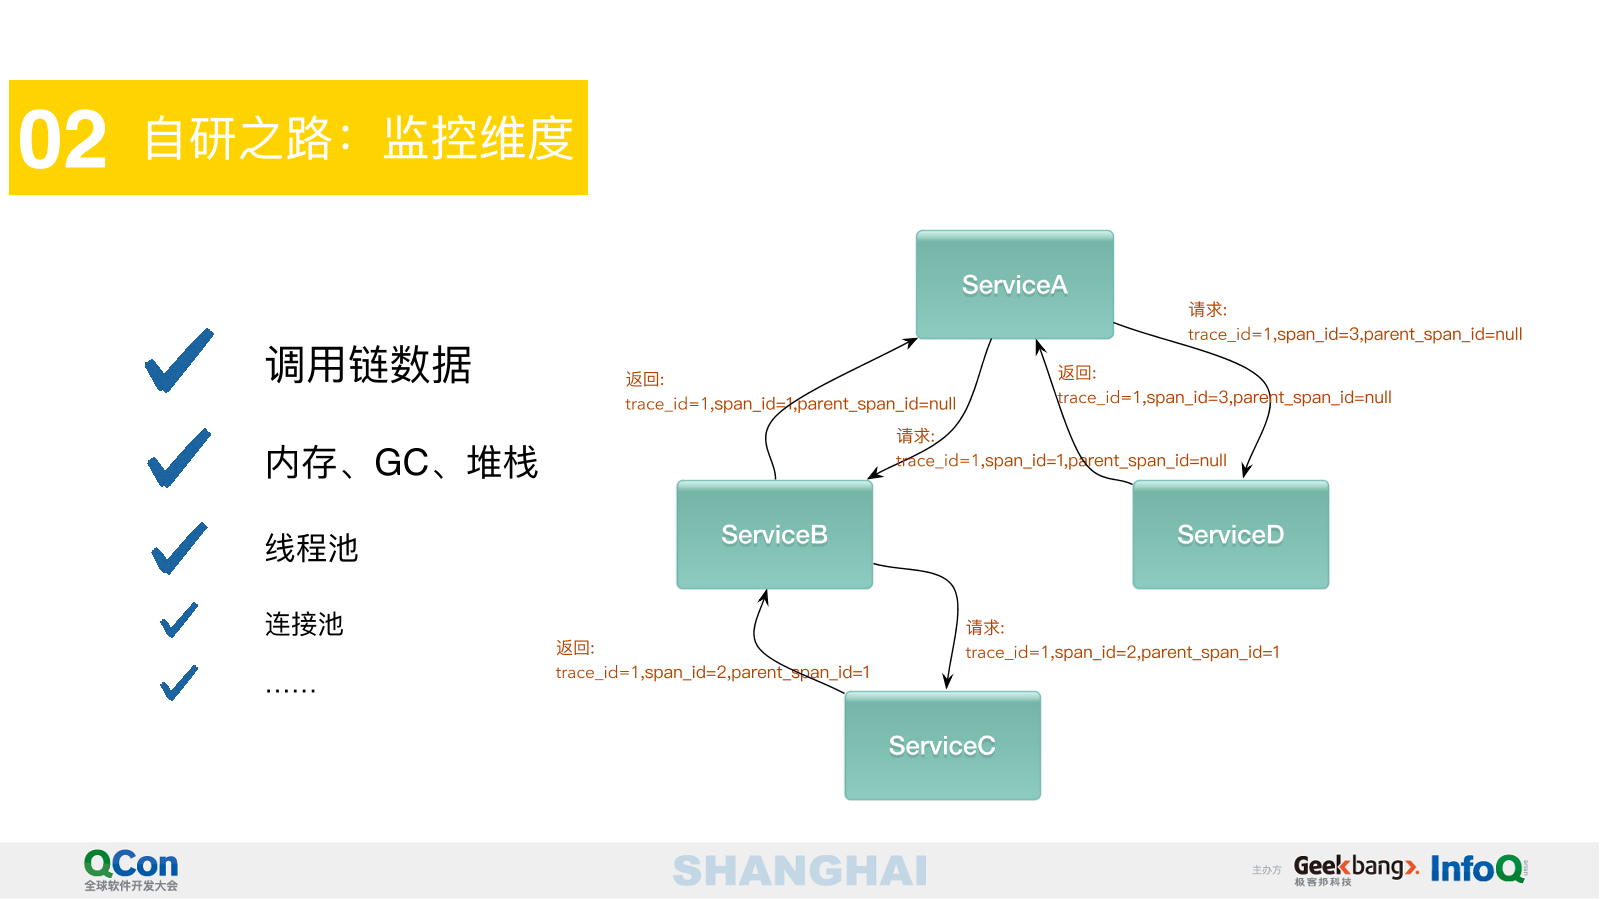 02 自研之路：监控维度
调用链数据
内存、GC、堆栈
线程池
连接池
······
ServiceA
请求:
trace_id=1,span_id=3,parent_span_id=null
返回:
trace_id=1,span_id=1,parent_span_id=null
返回:
trace_id=1,span_id=3,parent_span_id=null
请求:
trace_id=1,span_id=1,parent_span_id=null
ServiceB
ServiceD
请求:
trace_id=1,span_id=2,parent_span_id=1
返回:
trace_id=1,span_id=2,parent_span_id=1
ServiceC
QCon
全球软件开发大会
SHANGHAI
主办方
Geekbang>.
极客邦科技
InfoQ